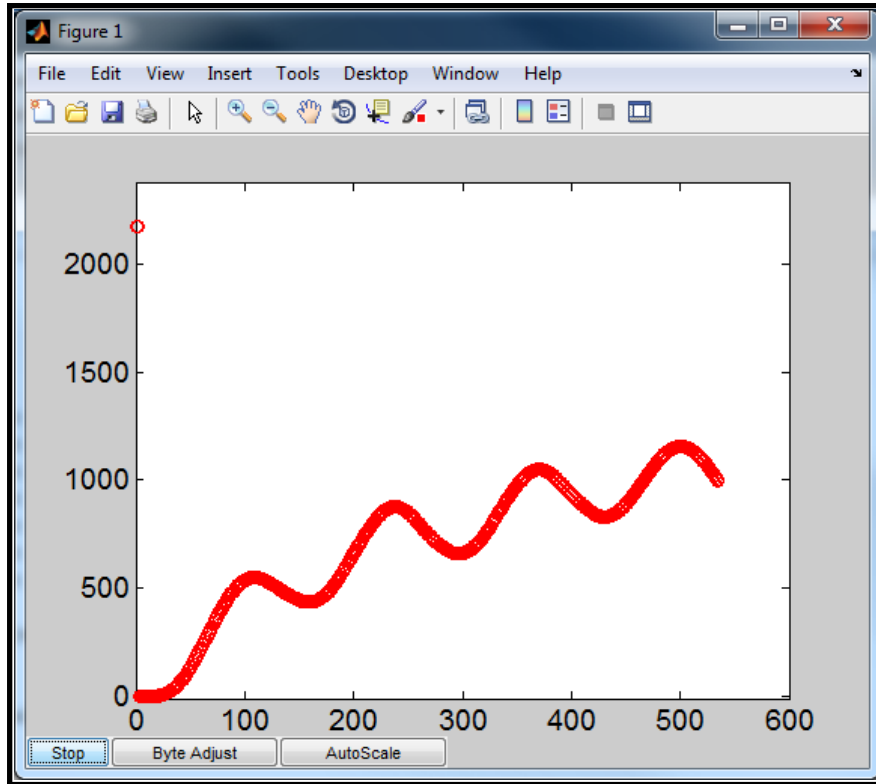 Figure 1
File Edit View Insert Tools Desktop Window Help
2000
1500
1000
500
0
0 100 200 300 400 500 600
Stop Byte Adjust AutoScale